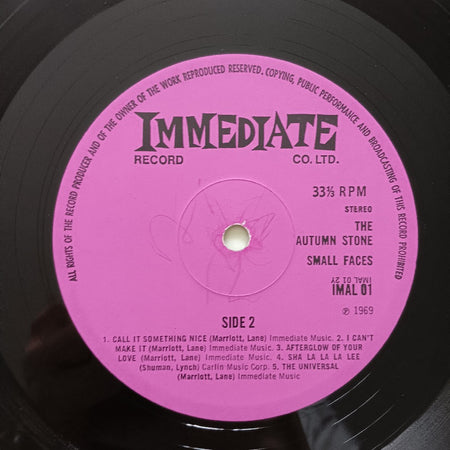 ALL RIGHTS OF THE RECORD PRODUCER AND OF THE OWNER OF THE WORK REPRODUCED RESERVED. COPYING, PUBLIC PERFORMANCE AND BROADCASTING OF THIS RECORD PROHIBITED
IMMEDIATE
RECORD CO. LTD.
33⅓ RPM
STEREO
THE
AUTUMN STONE
SMALL FACES
IMAL 01 2Y
IMAL 01
℗ 1969
SIDE 2
1. CALL IT SOMETHING NICE (Marriott, Lane) Immediate Music. 2. I CAN'T
MAKE IT (Marriott, Lane) Immediate Music. 3. AFTERGLOW OF YOUR
LOVE (Marriott, Lane) Immediate Music. 4. SHA LA LA LA LEE
(Shuman, Lynch) Carlin Music Corp. 5. THE UNIVERSAL
(Marriott, Lane) Immediate Music